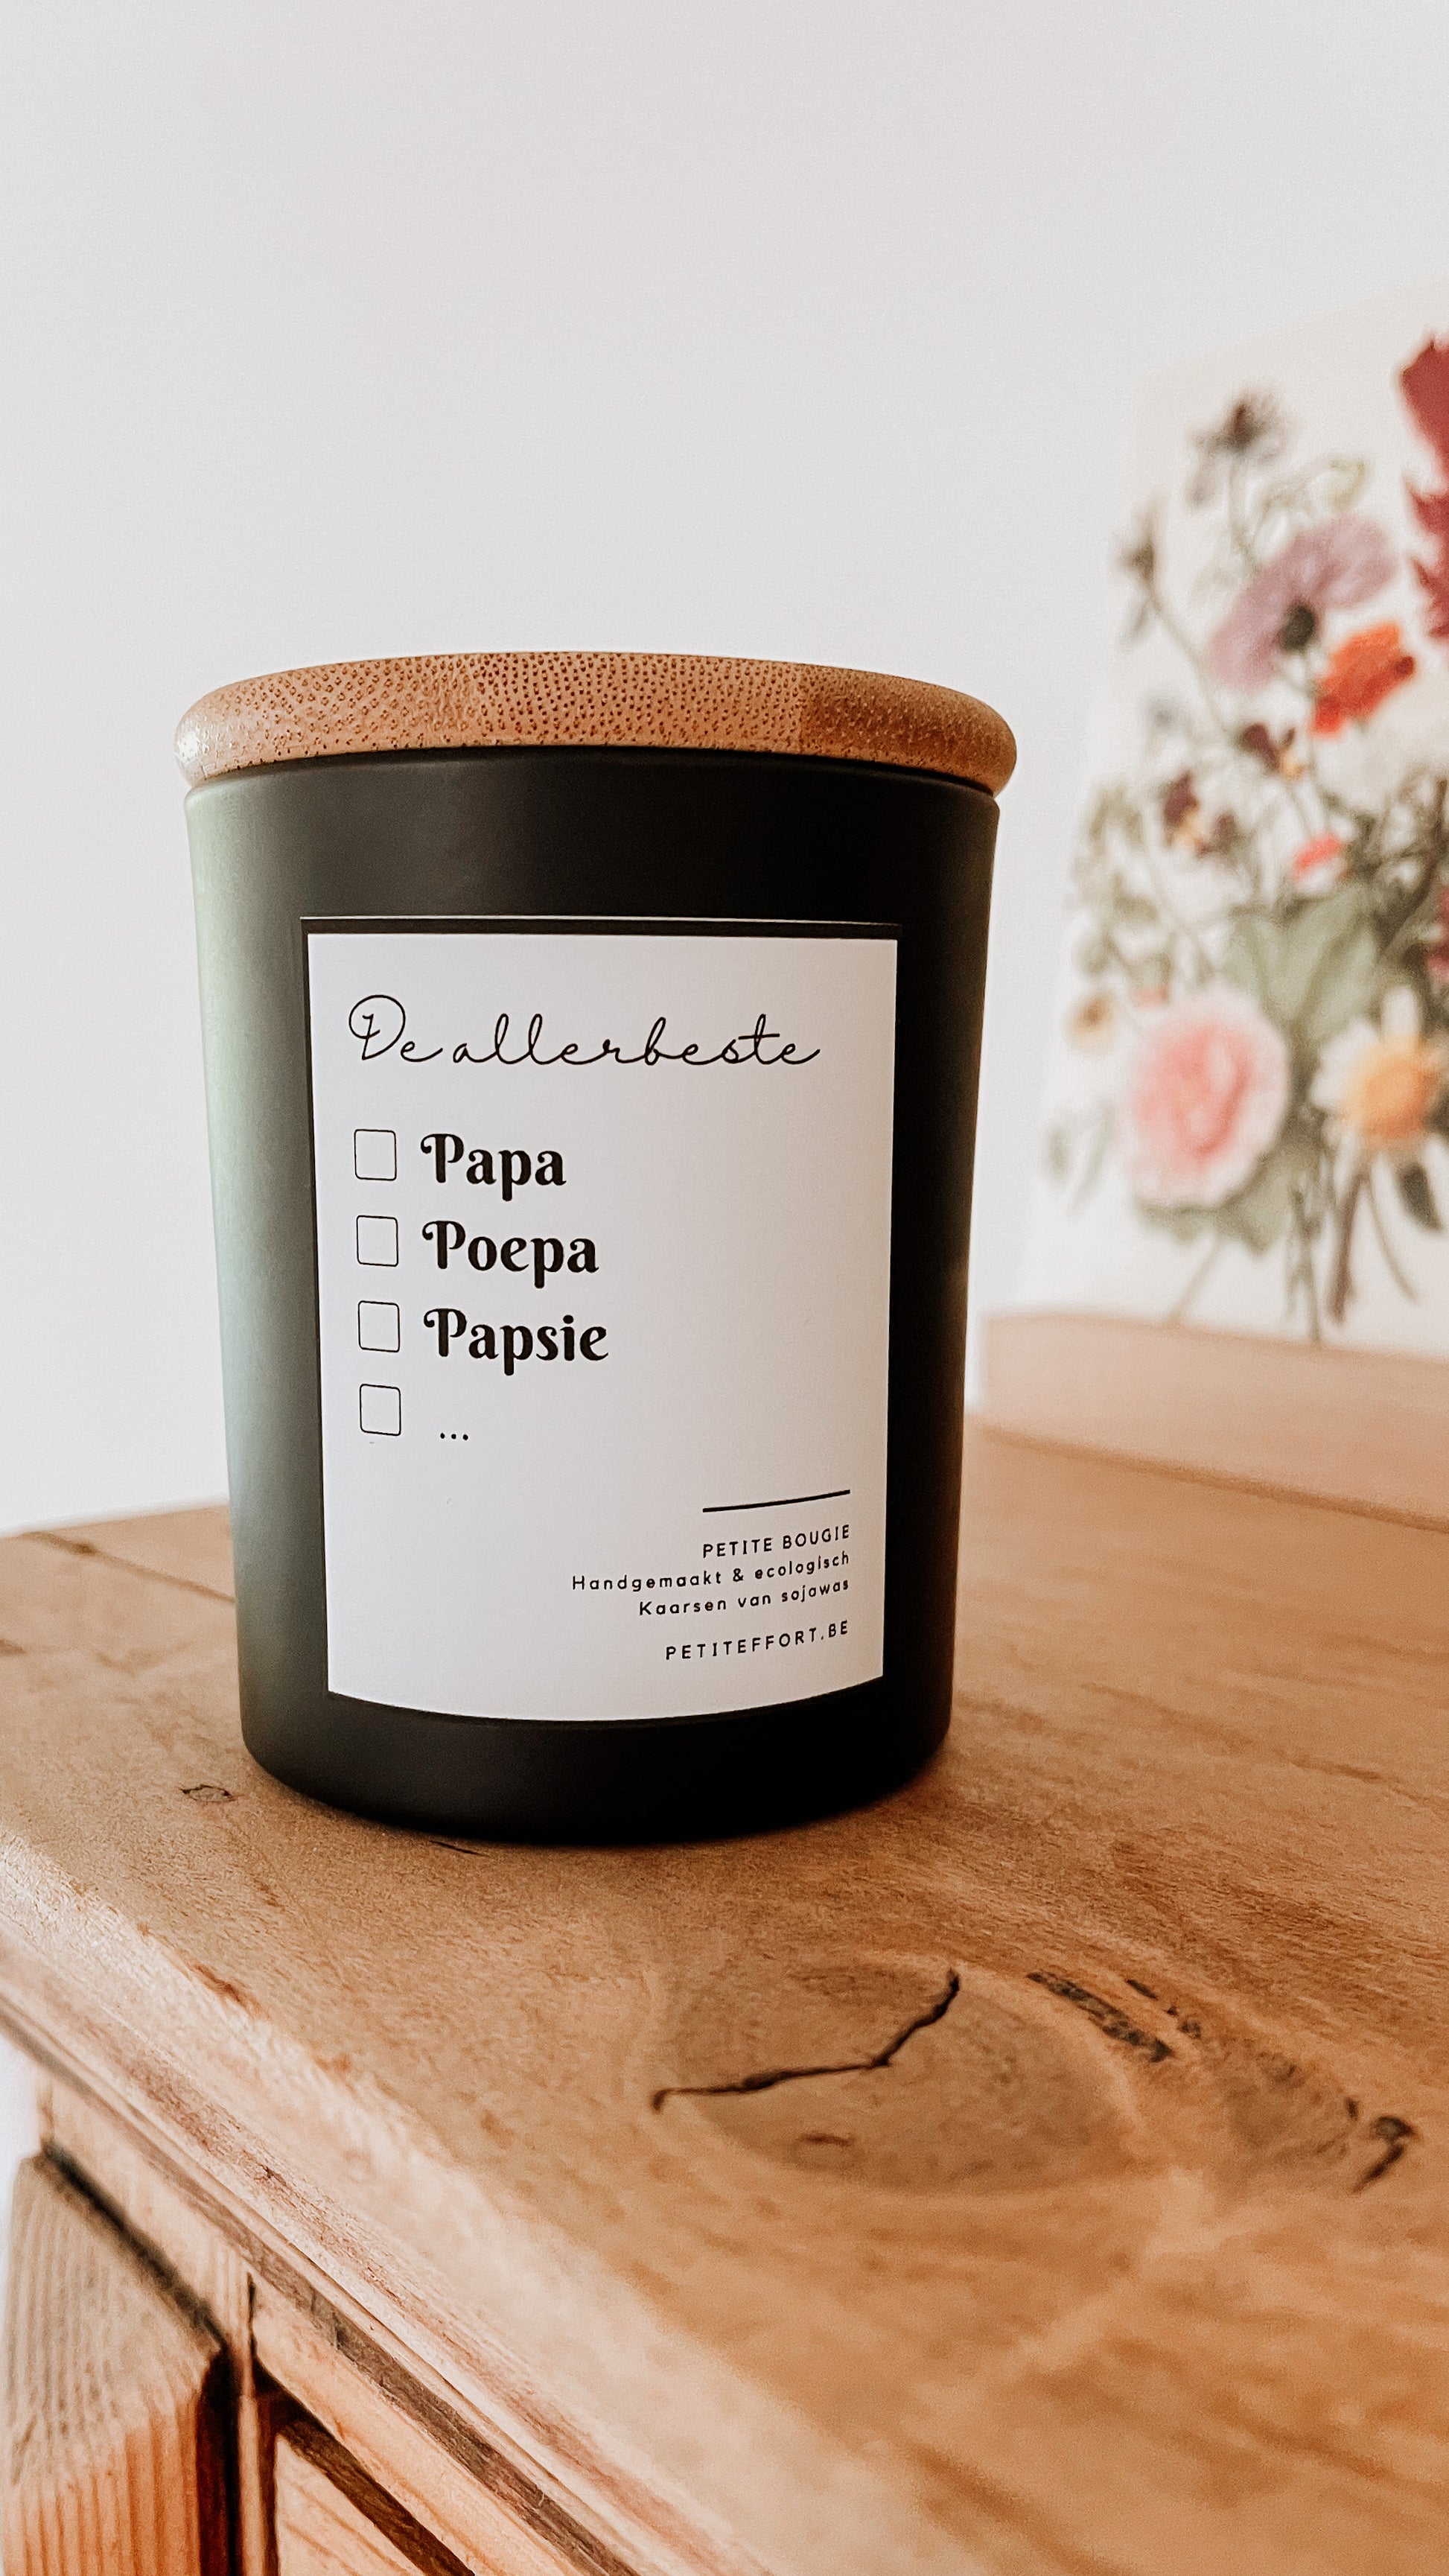 De allerbeste
Papa
Poepa
Papsie
...
PETITE BOUGIE
Handgemaakt & ecologisch
Kaarsen van sojawas
PETITEFFORT.BE